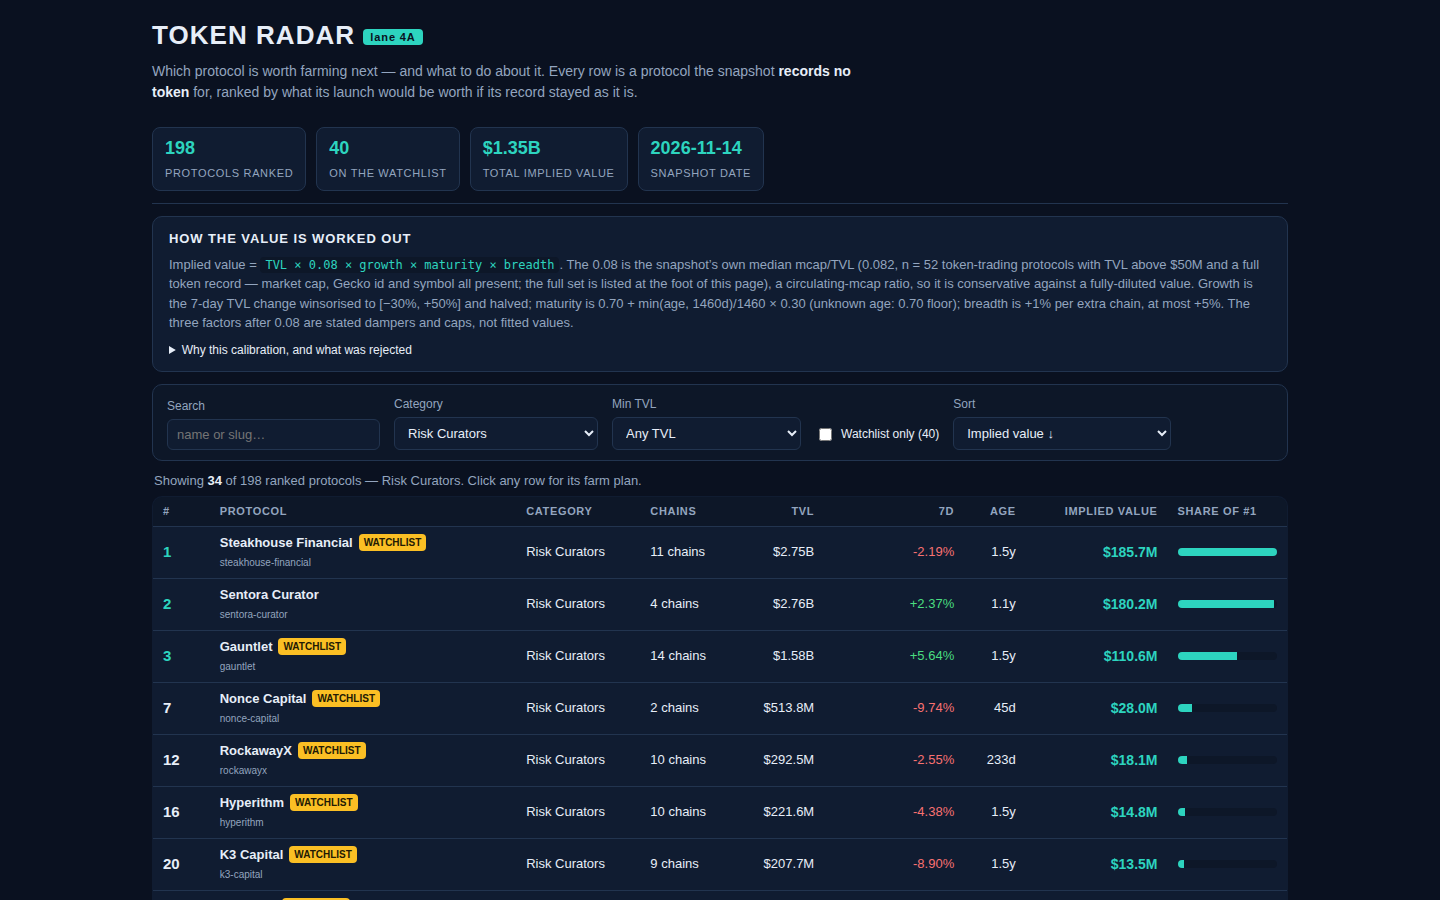 TOKEN RADAR lane 4A
Which protocol is worth farming next — and what to do about it. Every row is a protocol the snapshot records no
token for, ranked by what its launch would be worth if its record stayed as it is.
198
PROTOCOLS RANKED
40
ON THE WATCHLIST
$1.35B
TOTAL IMPLIED VALUE
2026-11-14
SNAPSHOT DATE
HOW THE VALUE IS WORKED OUT
Implied value = TVL × 0.08 × growth × maturity × breadth . The 0.08 is the snapshot's own median mcap/TVL (0.082, n = 52 token-trading protocols with TVL above $50M and a full
token record — market cap, Gecko id and symbol all present; the full set is listed at the foot of this page), a circulating-mcap ratio, so it is conservative against a fully-diluted value. Growth is
the 7-day TVL change winsorised to [−30%, +50%] and halved; maturity is 0.70 + min(age, 1460d)/1460 × 0.30 (unknown age: 0.70 floor); breadth is +1% per extra chain, at most +5%. The
three factors after 0.08 are stated dampers and caps, not fitted values.
▶ Why this calibration, and what was rejected
Search
name or slug…
Category
Risk Curators
Min TVL
Any TVL
Watchlist only (40)
Sort
Implied value ↓
Showing 34 of 198 ranked protocols — Risk Curators. Click any row for its farm plan.
# PROTOCOL CATEGORY CHAINS TVL 7D AGE IMPLIED VALUE SHARE OF #1
1 Steakhouse Financial WATCHLIST Risk Curators 11 chains $2.75B -2.19% 1.5y $185.7M
steakhouse-financial
2 Sentora Curator Risk Curators 4 chains $2.76B +2.37% 1.1y $180.2M
sentora-curator
3 Gauntlet WATCHLIST Risk Curators 14 chains $1.58B +5.64% 1.5y $110.6M
gauntlet
7 Nonce Capital WATCHLIST Risk Curators 2 chains $513.8M -9.74% 45d $28.0M
nonce-capital
12 RockawayX WATCHLIST Risk Curators 10 chains $292.5M -2.55% 233d $18.1M
rockawayx
16 Hyperithm WATCHLIST Risk Curators 10 chains $221.6M -4.38% 1.5y $14.8M
hyperithm
20 K3 Capital WATCHLIST Risk Curators 9 chains $207.7M -8.90% 1.5y $13.5M
k3-capital